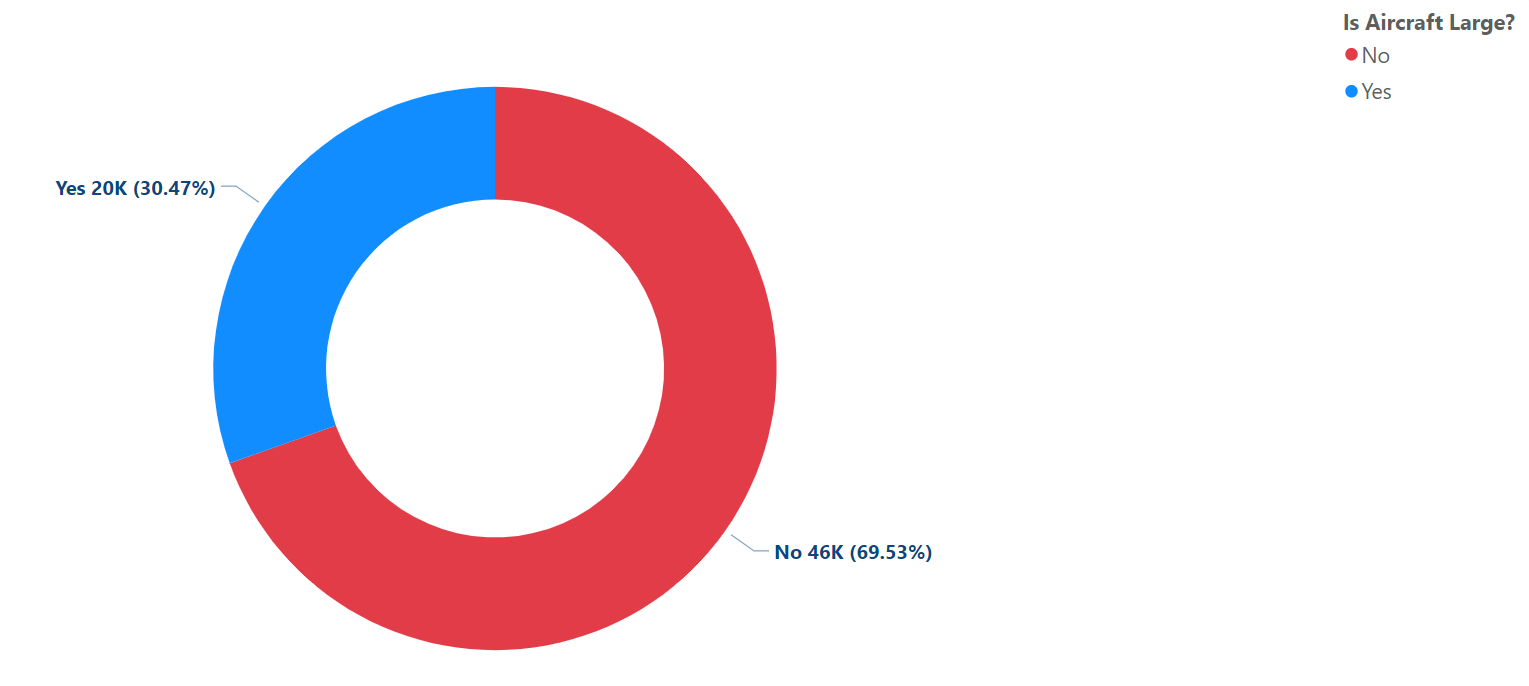 Is Aircraft Large?
No
Yes
Yes 20K (30.47%)
No 46K (69.53%)